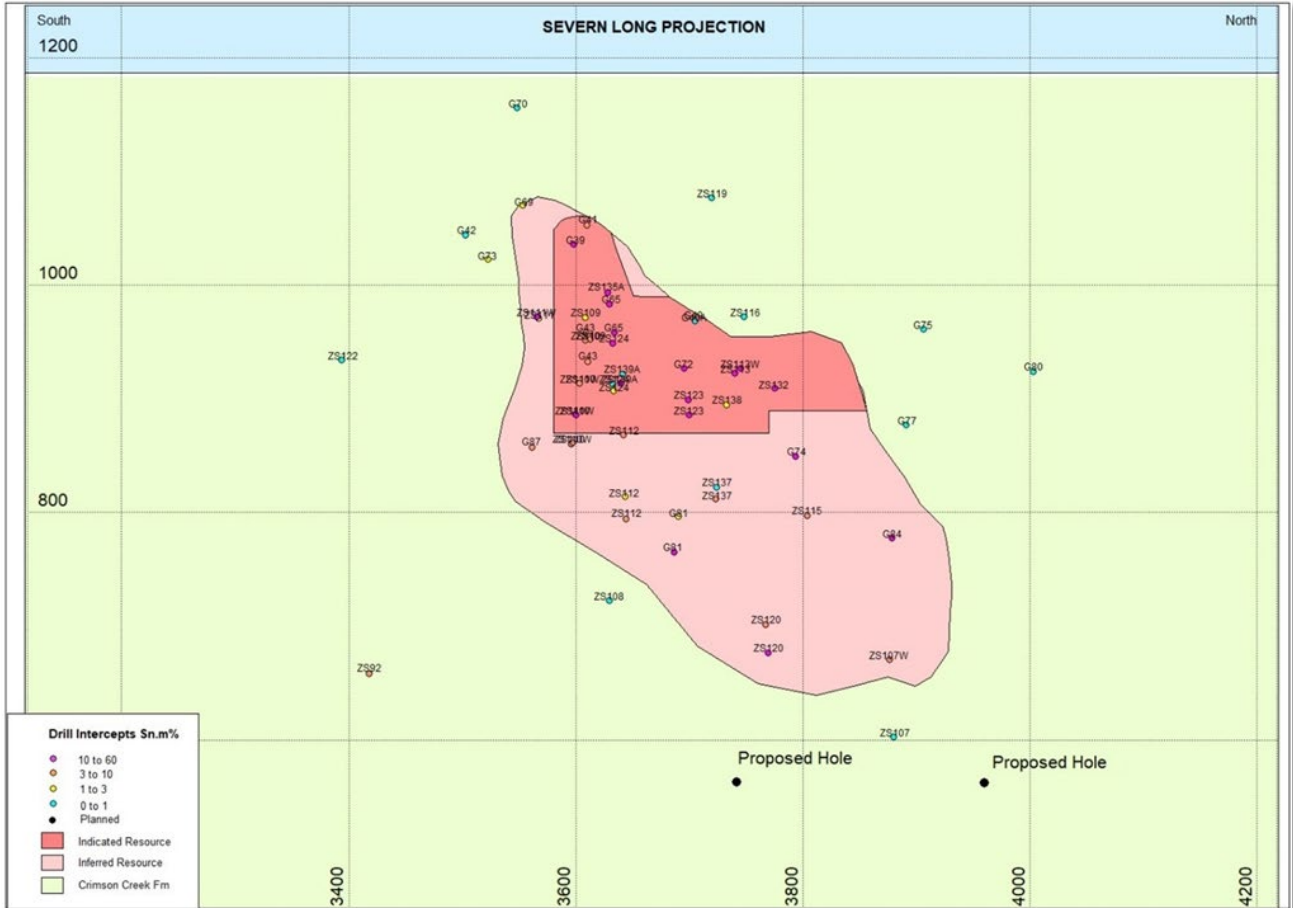 South
SEVERN LONG PROJECTION
North
1200
G70
ZS119
G69
G41
G42
G39
G73
1000
ZS135A
G65
ZS111W
ZS109
ZS116
G43
G65
G75
ZS124
ZS122
G43
ZS139A
G72
ZS113W
G80
ZS132
ZS124
ZS123
ZS138
ZS123
G77
ZS112
G87
G74
800
ZS137
ZS112
ZS137
ZS112
G81
ZS115
G81
G84
ZS108
ZS120
ZS120
ZS107W
ZS92
ZS107
Proposed Hole
Proposed Hole
Drill Intercepts Sn.m%
10 to 60
3 to 10
1 to 3
0 to 1
Planned
Indicated Resource
Inferred Resource
Crimson Creek Fm
3400
3600
3800
4000
4200